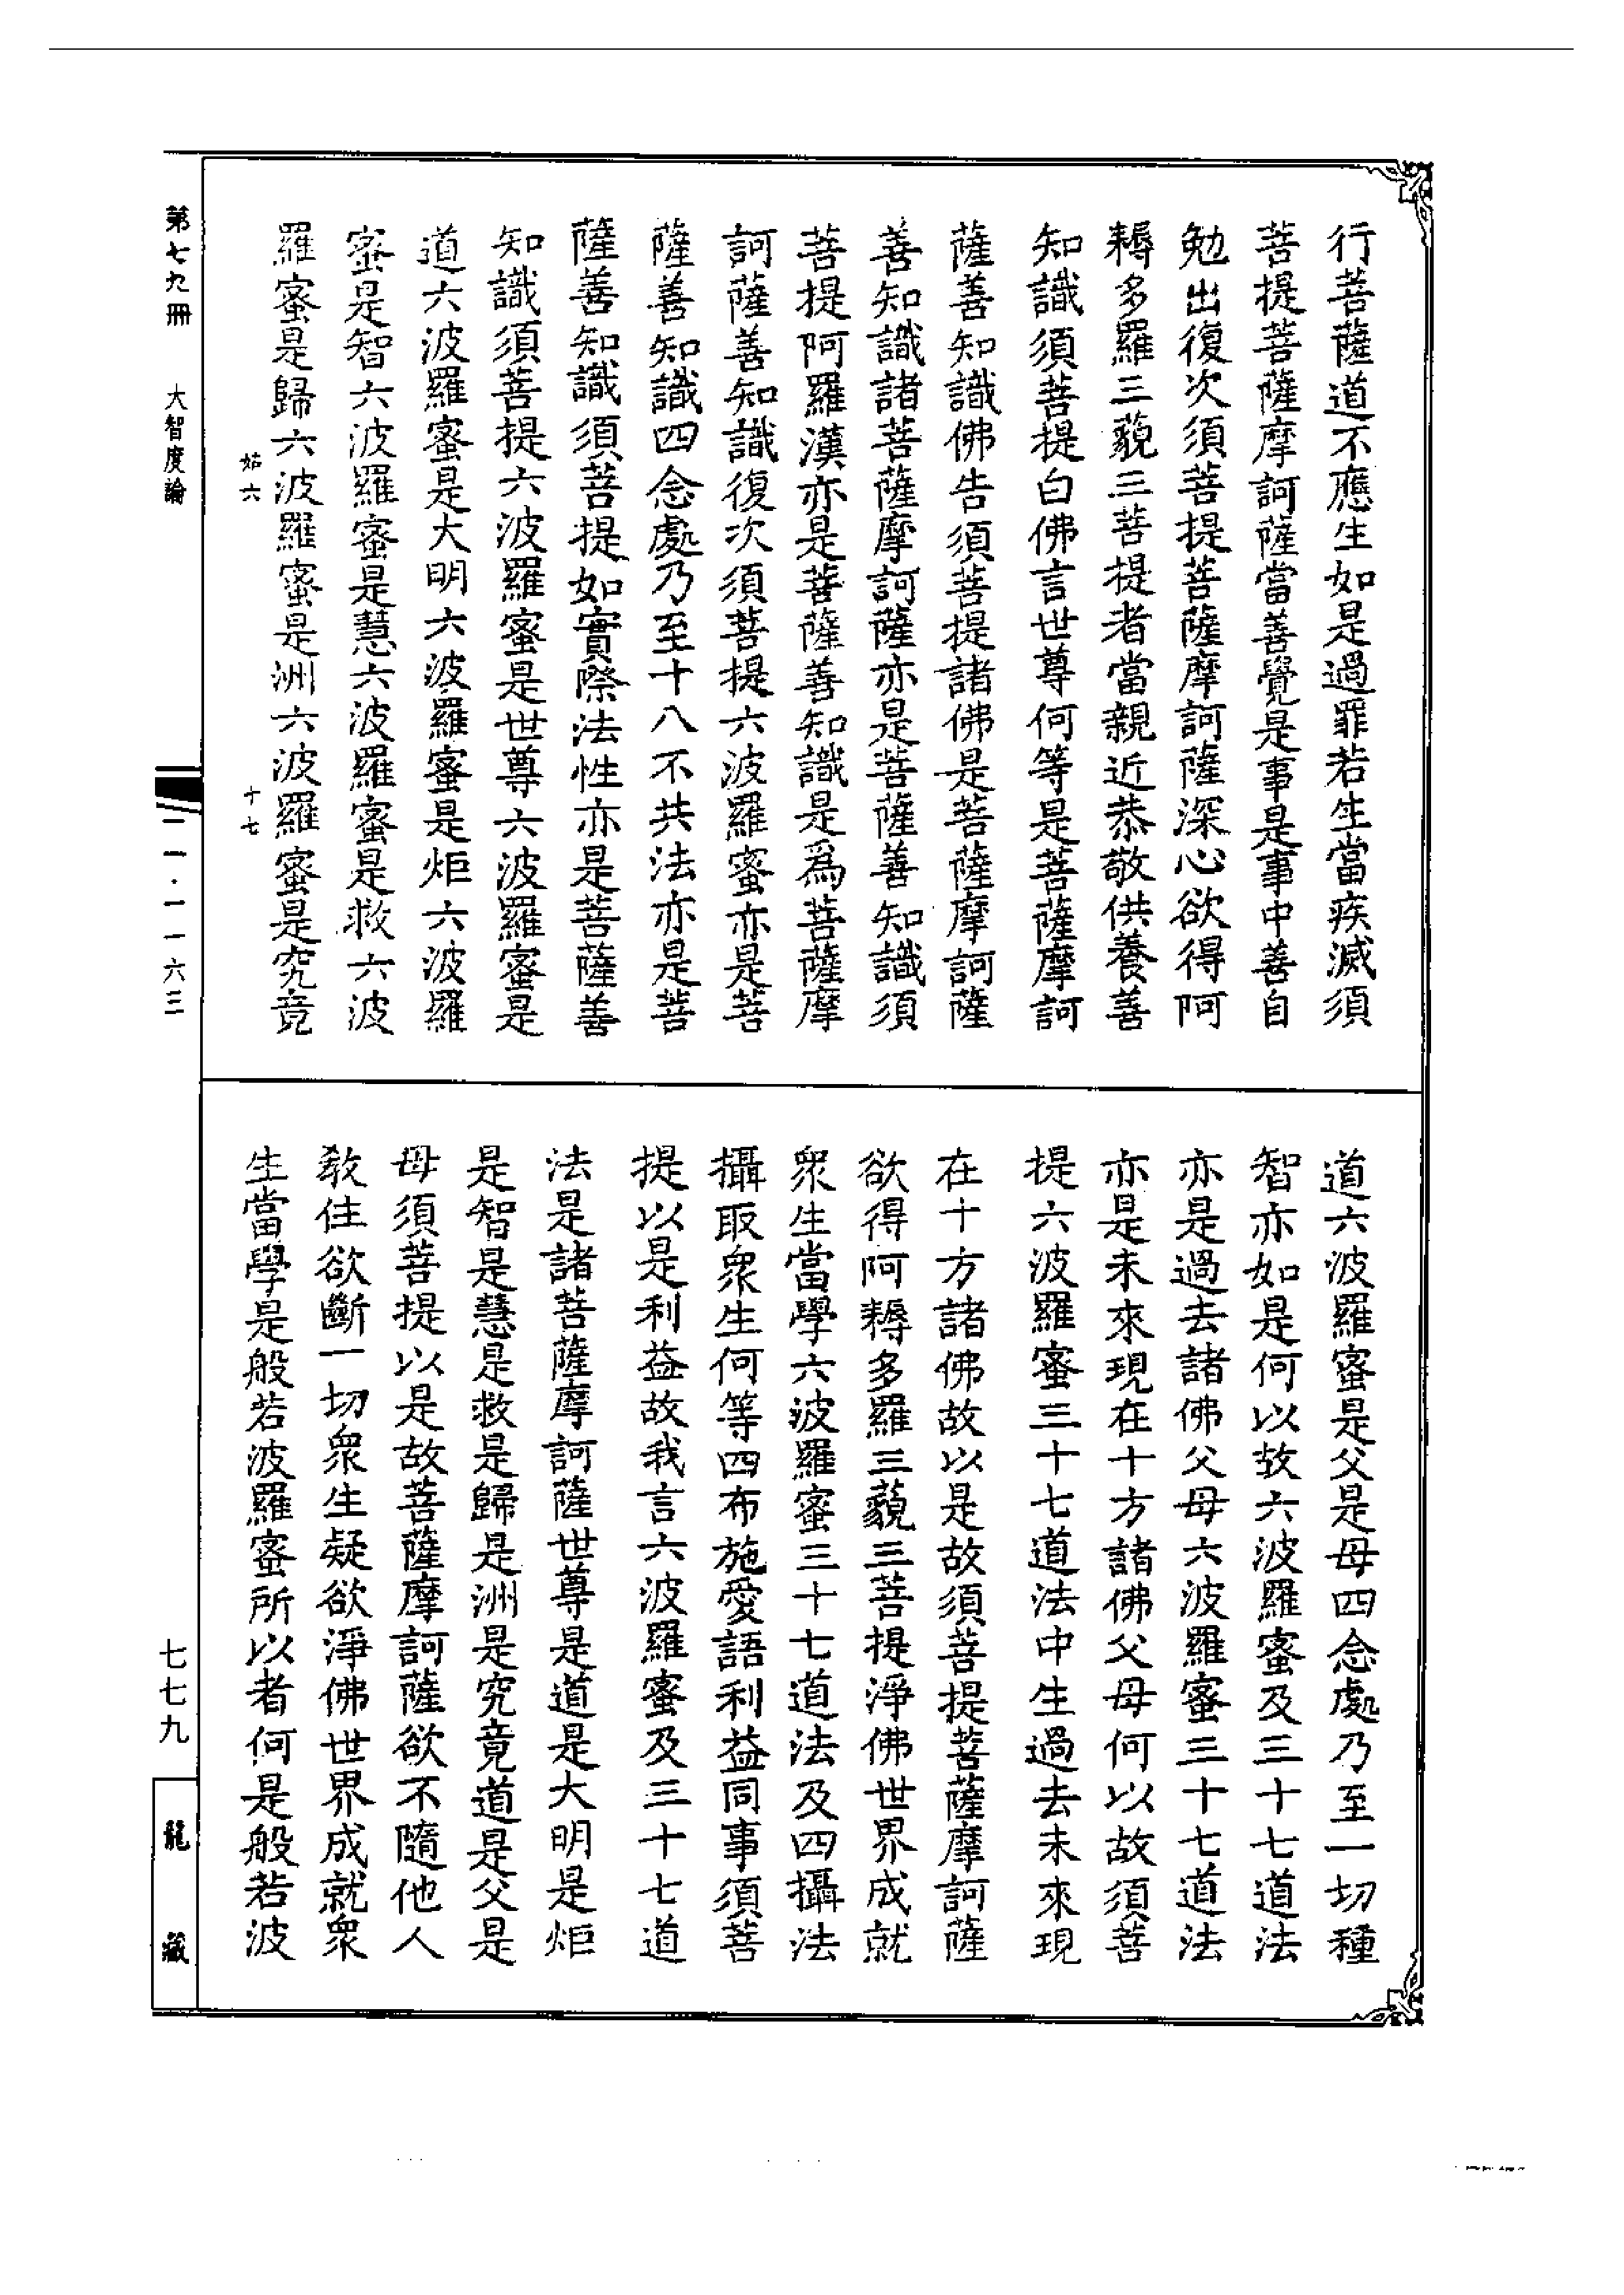 行菩薩道不應生如是過罪若生當疾滅須
菩提菩薩摩訶薩當善覺是事是事中善自
勉出復次須菩提菩薩摩訶薩深心欲得阿
耨多羅三藐三菩提者當親近恭敬供養善
知識須菩提白佛言世尊何等是菩薩摩訶
薩善知識佛告須菩提諸佛是菩薩摩訶薩
善知識諸菩薩摩訶薩亦是菩薩善知識須
菩提阿羅漢亦是菩薩善知識是爲菩薩摩
訶薩善知識復次須菩提六波羅蜜亦是菩
薩善知識四念處乃至十八不共法亦是菩
薩善知識須菩提如實際法性亦是菩薩善
知識須菩提六波羅蜜是世尊六波羅蜜是
道六波羅蜜是大明六波羅蜜是炬六波羅
蜜是智六波羅蜜是慧六波羅蜜是救六波
羅蜜是歸六波羅蜜是洲六波羅蜜是究竟
姑六 十七
道六波羅蜜是父是母四念處乃至一切種
智亦如是何以故六波羅蜜及三十七道法
亦是過去諸佛父母六波羅蜜三十七道法
亦是未來現在十方諸佛父母何以故須菩
提六波羅蜜三十七道法中生過去未來現
在十方諸佛故以是故須菩提菩薩摩訶薩
欲得阿耨多羅三藐三菩提淨佛世界成就
衆生當學六波羅蜜三十七道法及四攝法
攝取衆生何等四布施愛語利益同事須菩
提以是利益故我言六波羅蜜及三十七道
法是諸菩薩摩訶薩世尊是道是大明是炬
是智是慧是救是歸是洲是究竟道是父是
母須菩提以是故菩薩摩訶薩欲不隨他人
教住欲斷一切衆生疑欲淨佛世界成就衆
生當學是般若波羅蜜所以者何是般若波
第七九冊 大智度論
二一·一一六三
七七九
龍藏